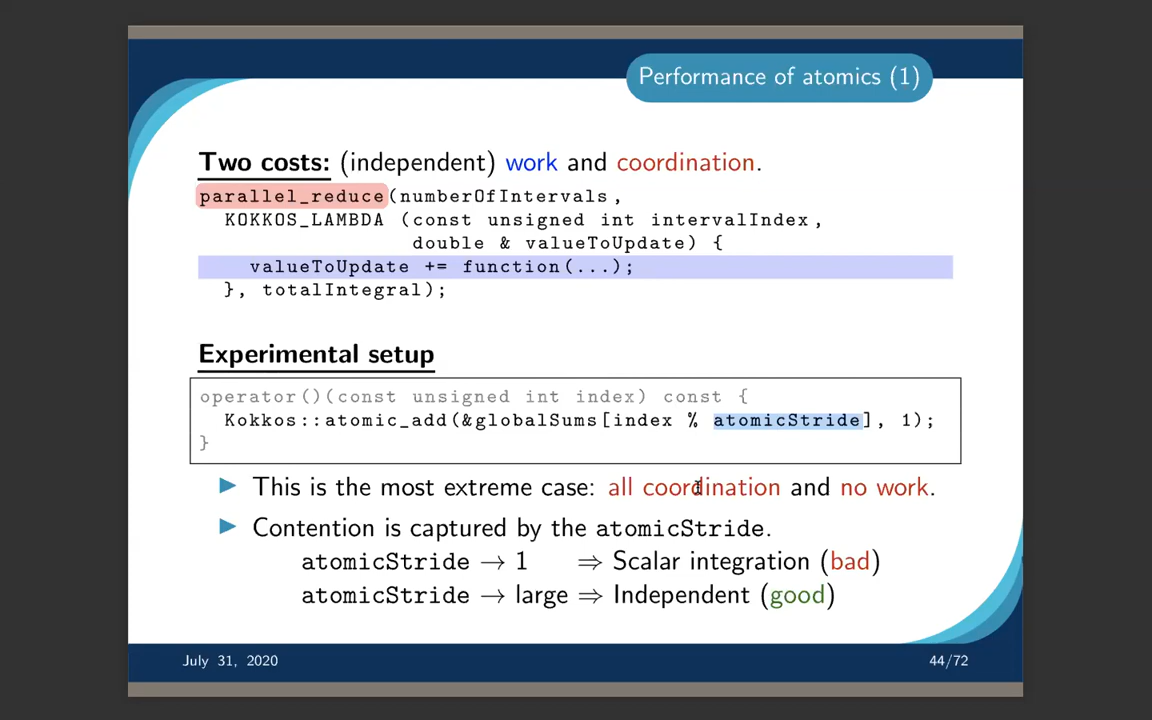 Performance of atomics (1)
Two costs: (independent) work and coordination.
parallel_reduce(numberOfIntervals,
KOKKOS_LAMBDA (const unsigned int intervalIndex,
double & valueToUpdate) {
valueToUpdate += function(...);
}, totalIntegral);
Experimental setup
operator()(const unsigned int index) const {
Kokkos::atomic_add(&globalSums[index % atomicStride], 1);
}
▶ This is the most extreme case: all coordination and no work.
▶ Contention is captured by the atomicStride.
atomicStride → 1 ⇒ Scalar integration (bad)
atomicStride → large ⇒ Independent (good)
July 31, 2020 44/72